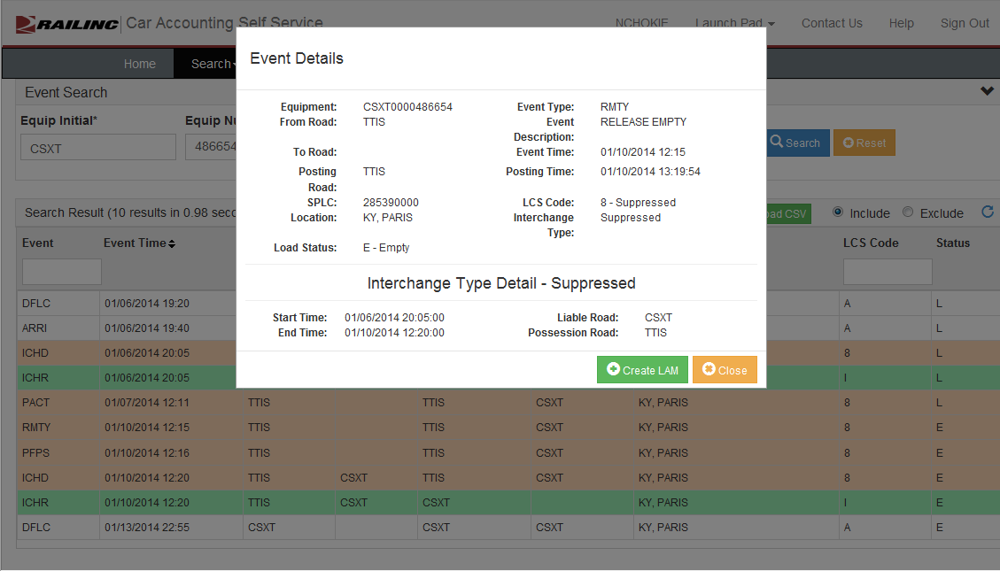 RAILINC Car Accounting Self Service NCHOKIE Launch Pad Contact Us Help Sign Out
Home Search
Event Search
Equip Initial* Equip Nu
CSXT 486654 Search Reset
Search Result (10 results in 0.98 seco oad CSV Include Exclude
Event Event Time LCS Code Status
DFLC 01/06/2014 19:20 A L
ARRI 01/06/2014 19:40 A L
ICHD 01/06/2014 20:05 8 L
ICHR 01/06/2014 20:05 I L
PACT 01/07/2014 12:11 TTIS TTIS CSXT KY, PARIS 8 L
RMTY 01/10/2014 12:15 TTIS TTIS CSXT KY, PARIS 8 E
PFPS 01/10/2014 12:16 TTIS TTIS CSXT KY, PARIS 8 E
ICHD 01/10/2014 12:20 TTIS CSXT TTIS CSXT KY, PARIS 8 E
ICHR 01/10/2014 12:20 TTIS CSXT CSXT KY, PARIS I E
DFLC 01/13/2014 22:55 CSXT CSXT CSXT KY, PARIS A E
Event Details
Equipment: CSXT0000486654 Event Type: RMTY
From Road: TTIS Event RELEASE EMPTY
Description:
To Road: Event Time: 01/10/2014 12:15
Posting TTIS Posting Time: 01/10/2014 13:19:54
Road:
SPLC: 285390000 LCS Code: 8 - Suppressed
Location: KY, PARIS Interchange Suppressed
Type:
Load Status: E - Empty
Interchange Type Detail - Suppressed
Start Time: 01/06/2014 20:05:00 Liable Road: CSXT
End Time: 01/10/2014 12:20:00 Possession Road: TTIS
Create LAM Close